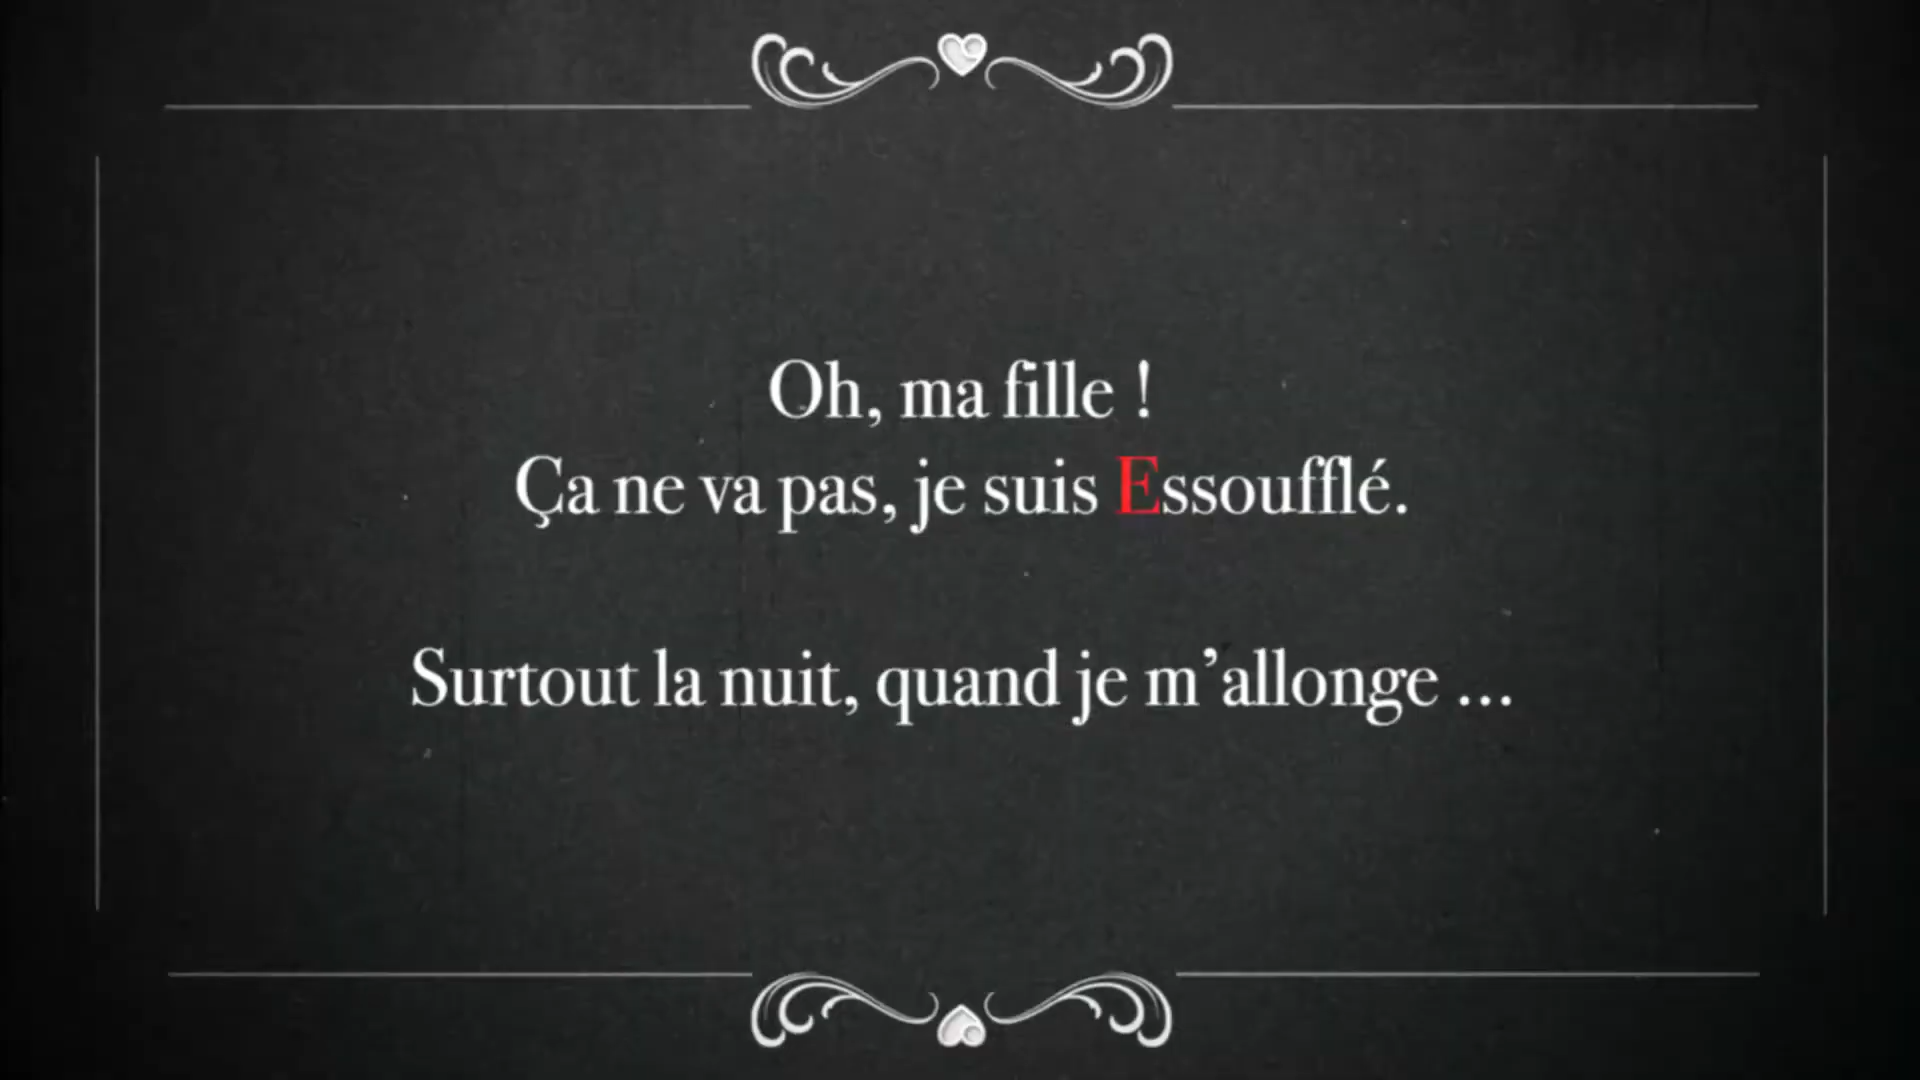 Oh, ma fille !
Ça ne va pas, je suis Essoufflé.
Surtout la nuit, quand je m’allonge ...